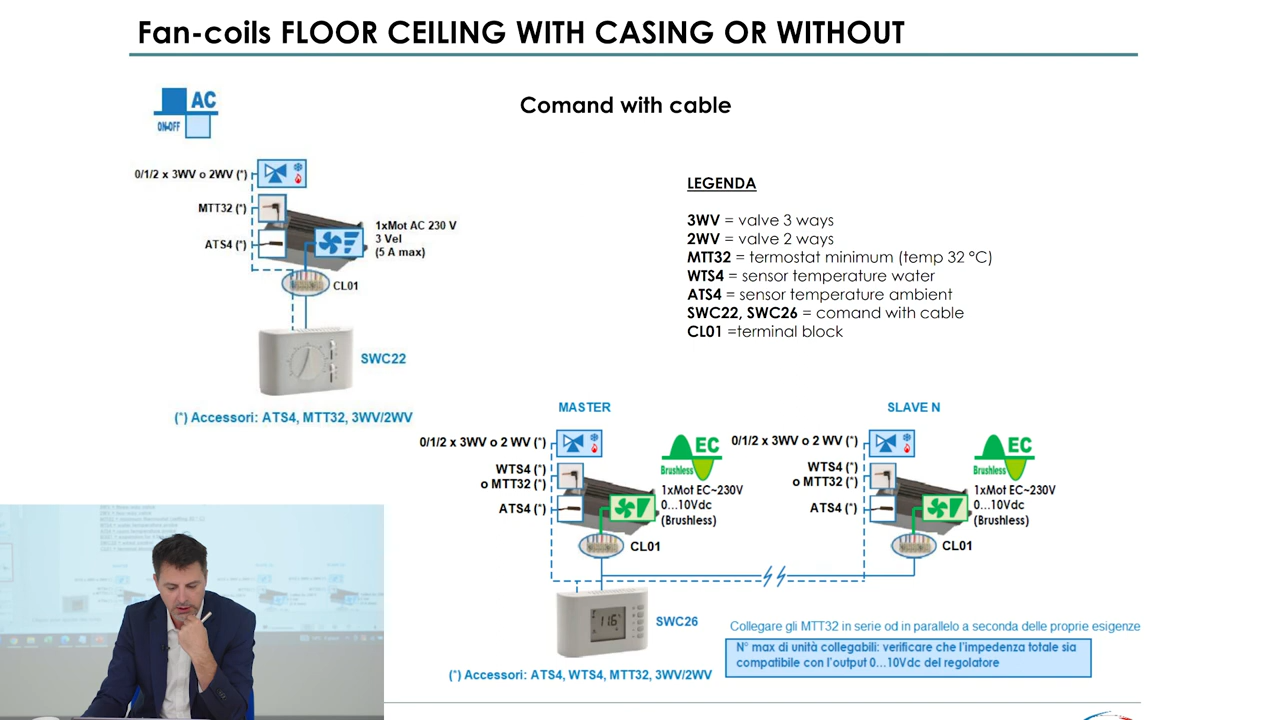 Fan-coils FLOOR CEILING WITH CASING OR WITHOUT
Comand with cable
AC
ON-OFF
0/1/2 x 3WV o 2WV (*)
MTT32 (*)
ATS4 (*)
1xMot AC 230 V
3 Vel
(5 A max)
CL01
SWC22
(*) Accessori: ATS4, MTT32, 3WV/2WV
LEGENDA
3WV = valve 3 ways
2WV = valve 2 ways
MTT32 = termostat minimum (temp 32 °C)
WTS4 = sensor temperature water
ATS4 = sensor temperature ambient
SWC22, SWC26 = comand with cable
CL01 =terminal block
MASTER
0/1/2 x 3WV o 2 WV (*)
WTS4 (*)
o MTT32 (*)
ATS4 (*)
EC
Brushless
1xMot EC~230V
0...10Vdc
(Brushless)
CL01
SLAVE N
0/1/2 x 3WV o 2 WV (*)
WTS4 (*)
o MTT32 (*)
ATS4 (*)
EC
Brushless
1xMot EC~230V
0...10Vdc
(Brushless)
CL01
SWC26
(*) Accessori: ATS4, WTS4, MTT32, 3WV/2WV
Collegare gli MTT32 in serie od in parallelo a seconda delle proprie esigenze
N° max di unità collegabili: verificare che l'impedenza totale sia
compatibile con l'output 0...10Vdc del regolatore